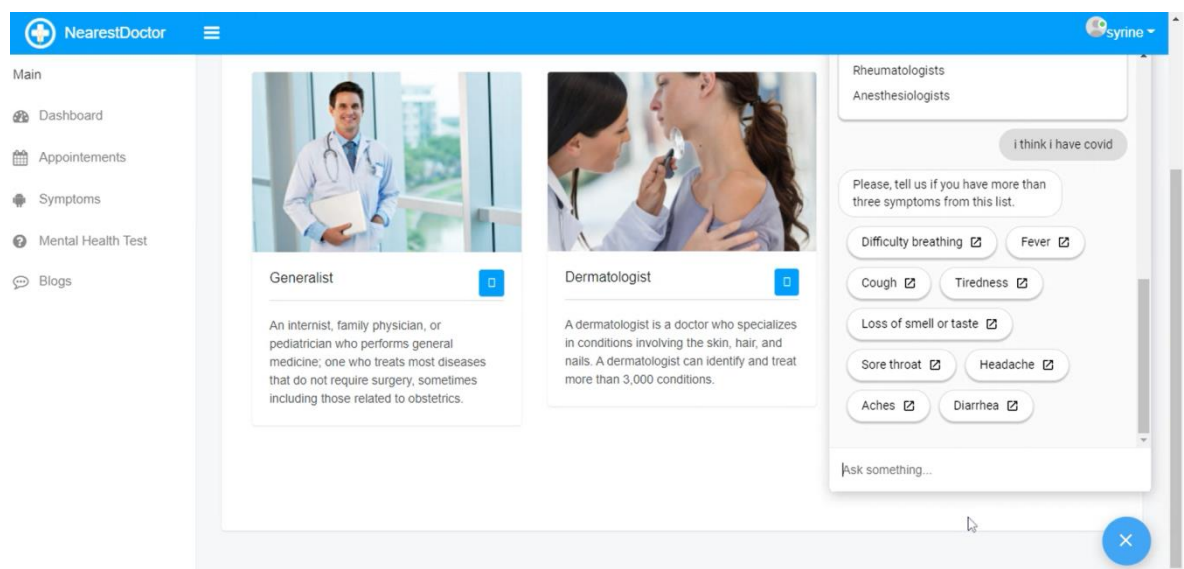 NearestDoctor
syrine
Main
Dashboard
Appointements
Symptoms
Mental Health Test
Blogs
Generalist
An internist, family physician, or
pediatrician who performs general
medicine; one who treats most diseases
that do not require surgery, sometimes
including those related to obstetrics.
Dermatologist
A dermatologist is a doctor who specializes
in conditions involving the skin, hair, and
nails. A dermatologist can identify and treat
more than 3,000 conditions.
Rheumatologists
Anesthesiologists
i think i have covid
Please, tell us if you have more than
three symptoms from this list.
Difficulty breathing Fever
Cough Tiredness
Loss of smell or taste
Sore throat Headache
Aches Diarrhea
Ask something...